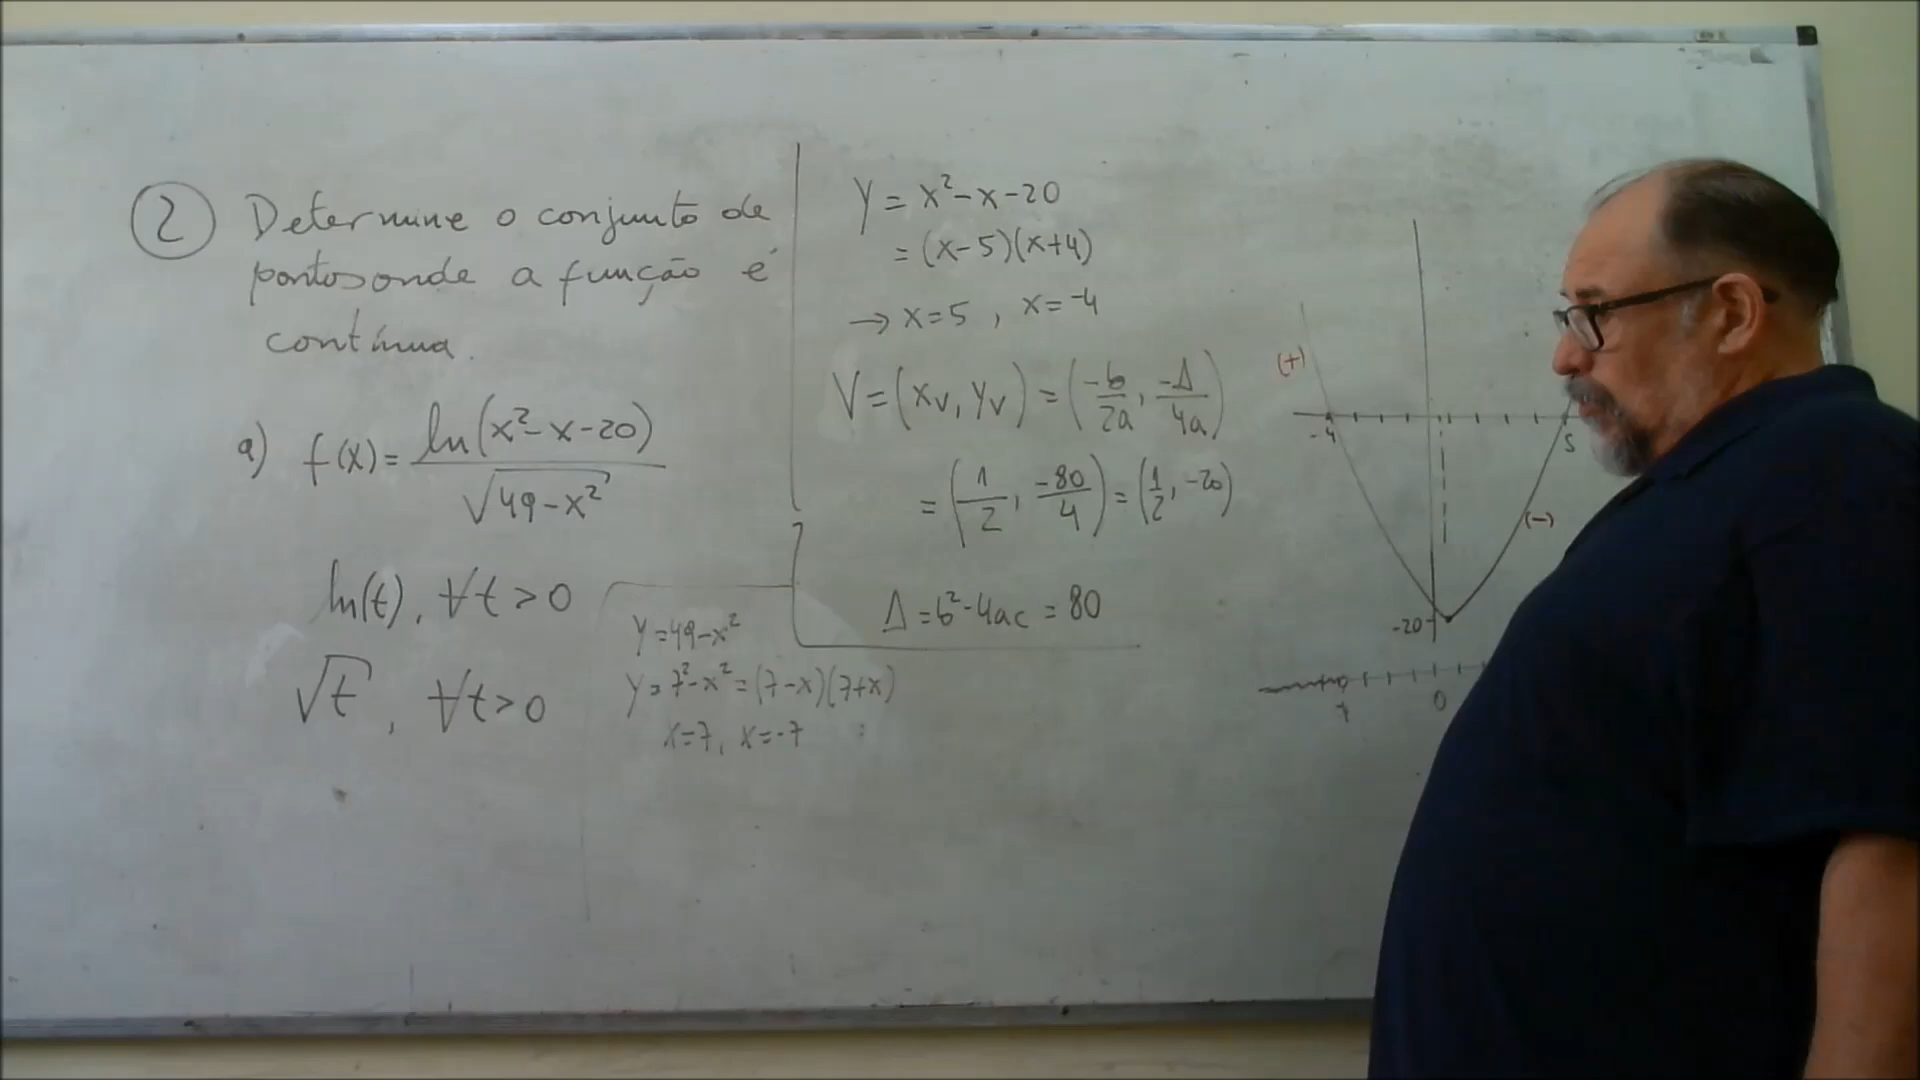 2 Determine o conjunto de
pontos onde a função é
contínua.
a) f(x) = ln(x²-x-20) / √(49-x²)
ln(t), ∀t>0
√t, ∀t>0
y=49-x²
y=7²-x²=(7-x)(7+x)
x=7, x=-7
y = x²-x-20
= (x-5)(x+4)
→ x=5, x=-4
V=(xv, yv) = (-b/2a, -Δ/4a)
= (1/2, -80/4) = (1/2, -20)
Δ = b²-4ac = 80
(+)
-4
5
(-)
-20
0